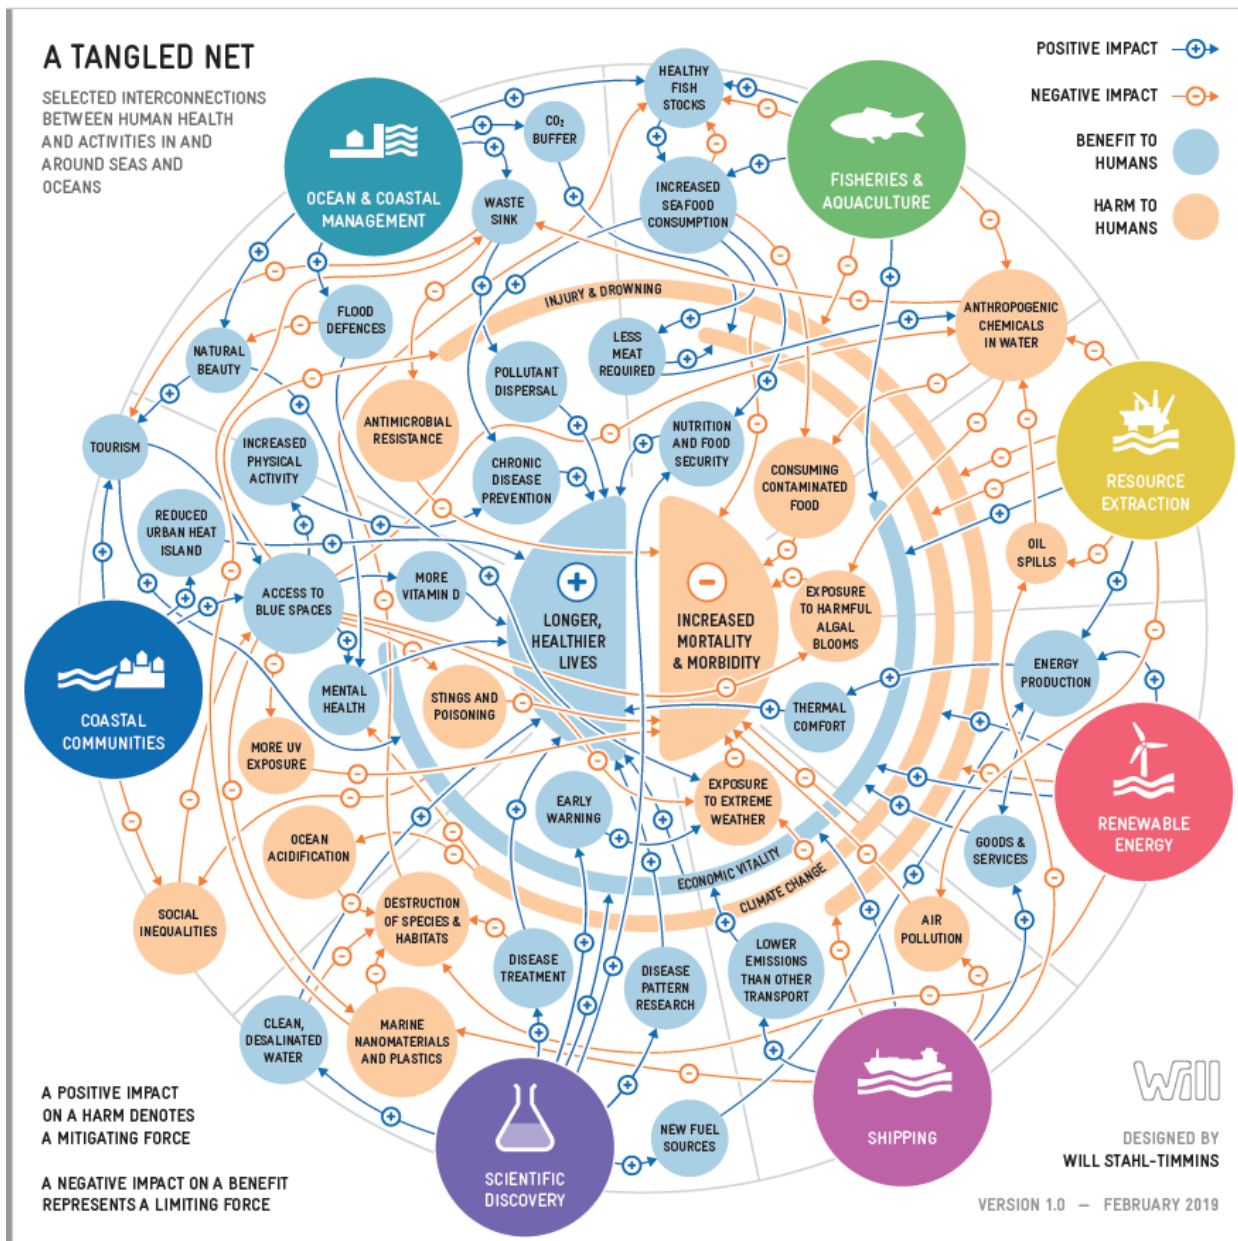 A TANGLED NET
SELECTED INTERCONNECTIONS
BETWEEN HUMAN HEALTH
AND ACTIVITIES IN AND
AROUND SEAS AND
OCEANS
POSITIVE IMPACT
NEGATIVE IMPACT
BENEFIT TO
HUMANS
HARM TO
HUMANS
OCEAN & COASTAL
MANAGEMENT
CO₂
BUFFER
HEALTHY
FISH
STOCKS
FISHERIES &
AQUACULTURE
WASTE
SINK
INCREASED
SEAFOOD
CONSUMPTION
FLOOD
DEFENCES
INJURY & DROWNING
ANTHROPOGENIC
CHEMICALS
IN WATER
NATURAL
BEAUTY
POLLUTANT
DISPERSAL
LESS
MEAT
REQUIRED
TOURISM
INCREASED
PHYSICAL
ACTIVITY
ANTIMICROBIAL
RESISTANCE
CHRONIC
DISEASE
PREVENTION
NUTRITION
AND FOOD
SECURITY
CONSUMING
CONTAMINATED
FOOD
RESOURCE
EXTRACTION
REDUCED
URBAN HEAT
ISLAND
OIL
SPILLS
ACCESS TO
BLUE SPACES
MORE
VITAMIN D
LONGER,
HEALTHIER
LIVES
INCREASED
MORTALITY
& MORBIDITY
EXPOSURE
TO HARMFUL
ALGAL
BLOOMS
ENERGY
PRODUCTION
COASTAL
COMMUNITIES
MENTAL
HEALTH
STINGS AND
POISONING
THERMAL
COMFORT
MORE UV
EXPOSURE
EARLY
WARNING
EXPOSURE
TO EXTREME
WEATHER
RENEWABLE
ENERGY
OCEAN
ACIDIFICATION
ECONOMIC VITALITY
CLIMATE CHANGE
GOODS &
SERVICES
SOCIAL
INEQUALITIES
DESTRUCTION
OF SPECIES &
HABITATS
DISEASE
TREATMENT
DISEASE
PATTERN
RESEARCH
LOWER
EMISSIONS
THAN OTHER
TRANSPORT
AIR
POLLUTION
CLEAN,
DESALINATED
WATER
MARINE
NANOMATERIALS
AND PLASTICS
NEW FUEL
SOURCES
SHIPPING
SCIENTIFIC
DISCOVERY
A POSITIVE IMPACT
ON A HARM DENOTES
A MITIGATING FORCE
A NEGATIVE IMPACT ON A BENEFIT
REPRESENTS A LIMITING FORCE
Will
DESIGNED BY
WILL STAHL-TIMMINS
VERSION 1.0 — FEBRUARY 2019